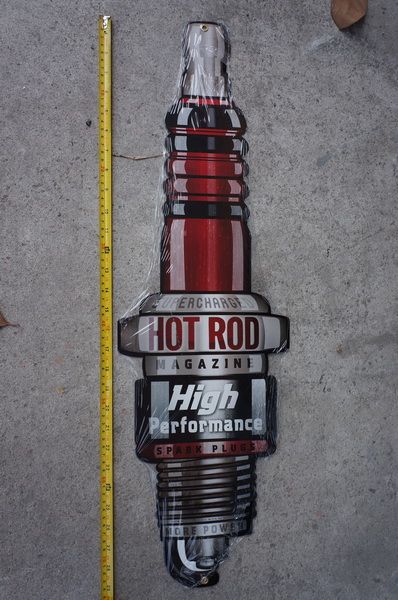 SUPERCHARGED
HOT ROD
MAGAZINE
High
Performance
SPARK PLUGS
MORE POWER